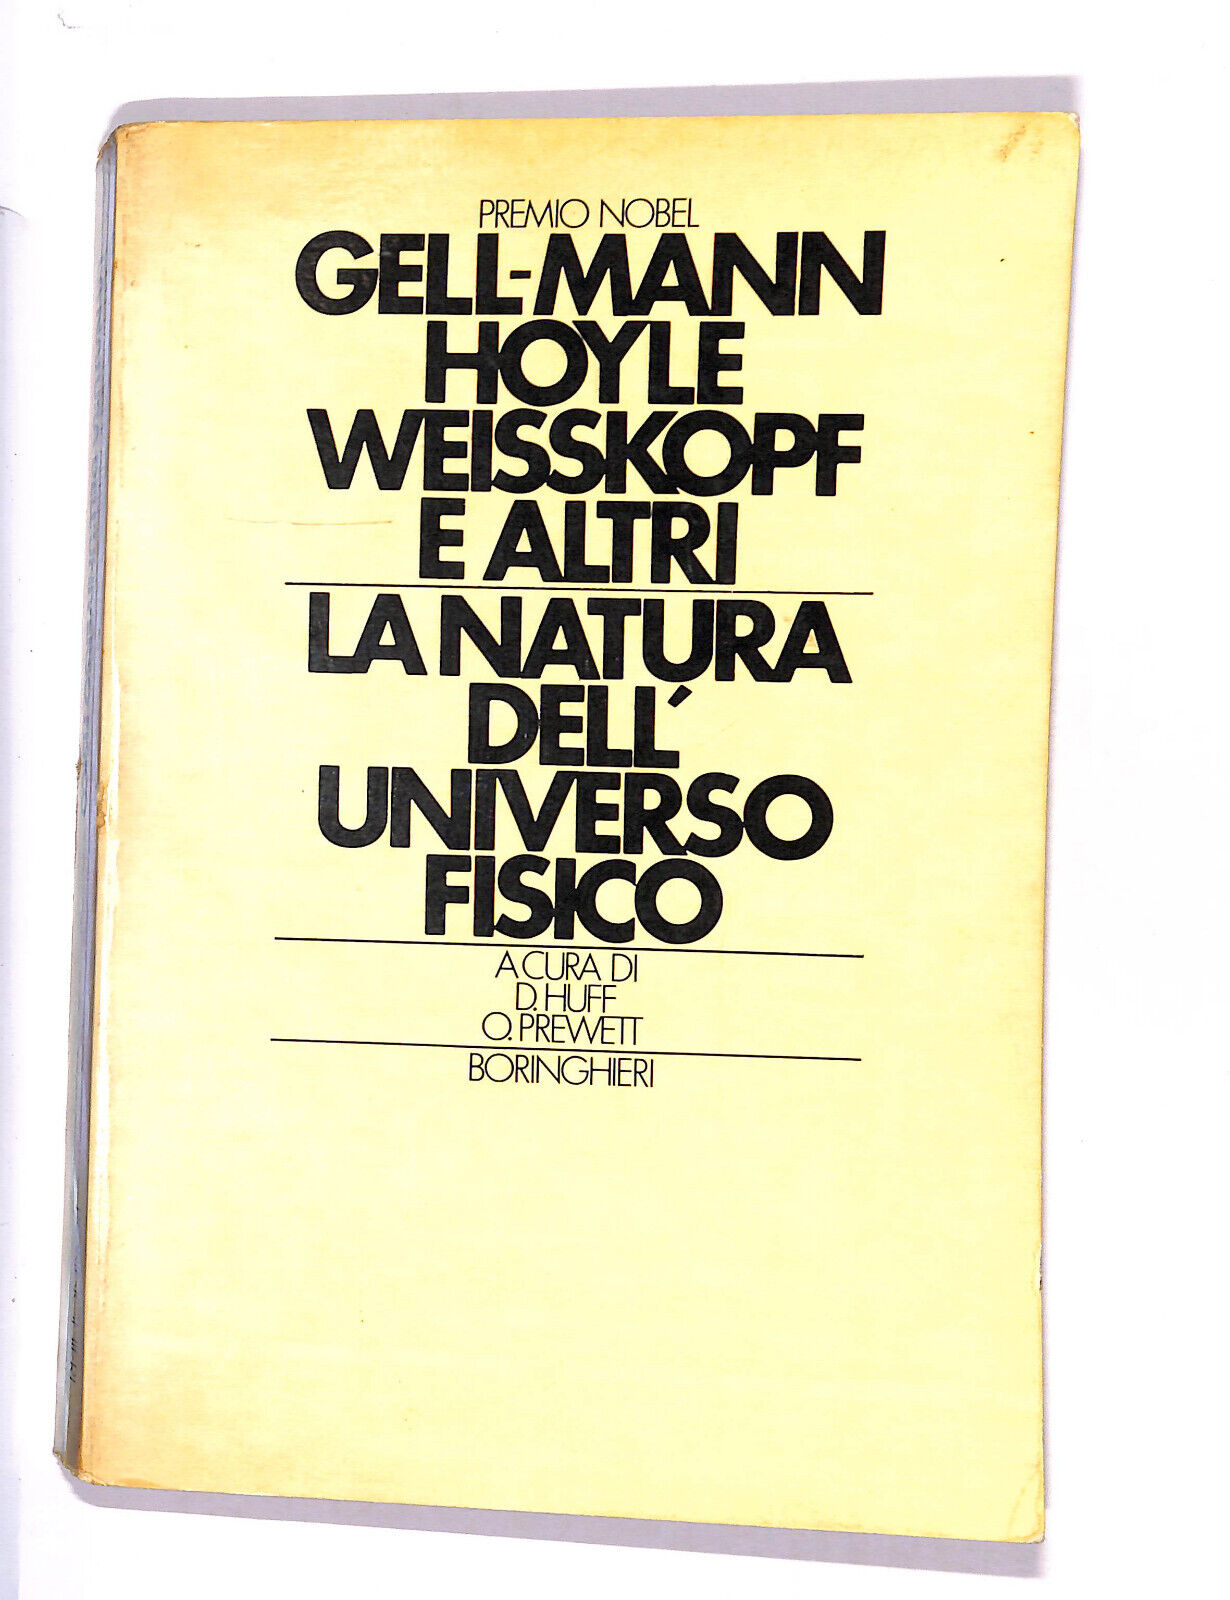 PREMIO NOBEL
GELL-MANN
HOYLE
WEISSKOPF
E ALTRI
LA NATURA
DELL'
UNIVERSO
FISICO
A CURA DI
D. HUFF
O. PREWETT
BORINGHIERI